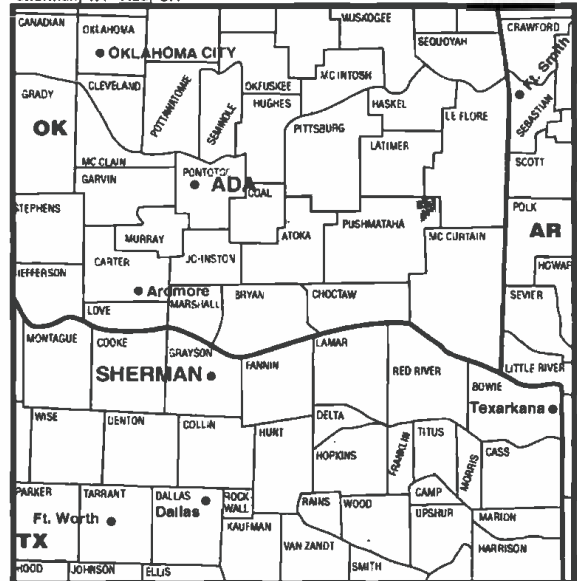 CANADIAN
OKLAHOMA
MUSKOGEE
CRAWFORD
OKLAHOMA CITY
SEQUOYAH
MC INTOSH
Ft. Smith
GRADY
CLEVELAND
POTTAWATOMIE
SEMINOLE
OKFUSKEE
HUGHES
HASKEL
LE FLORE
SEBASTIAN
OK
PITTSBURG
LATIMER
SCOTT
MC CLAIN
GARVIN
PONTOTOC
ADA
COAL
STEPHENS
POLK
MURRAY
ATOKA
PUSHMATAHA
MC CURTAIN
AR
CARTER
JOHNSTON
JEFFERSON
HOWAR
Ardmore
MARSHALL
BRYAN
CHOCTAW
SEVIER
LOVE
MONTAGUE
COOKE
GRAYSON
LAMAR
FANNIN
RED RIVER
LITTLE RIVER
SHERMAN
BOWIE
Texarkana
WISE
DENTON
COLLIN
HUNT
DELTA
HOPKINS
FRANKLIN
TITUS
MORRIS
CASS
PARKER
TARRANT
DALLAS
Dallas
ROCK-
WALL
RAINS
WOOD
CAMP
UPSHUR
MARION
Ft. Worth
KAUFMAN
TX
VAN ZANDT
HARRISON
HOOD
JOHNSON
ELLIS
SMITH